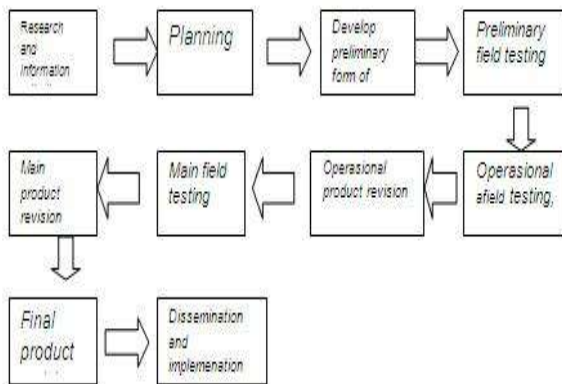 Research
and
information
Planning
Develop
preliminary
form of
Preliminary
field testing
Operasional
afield testing,
Operasional
product revision
Main field
testing
Main
product
revision
Final
product
Dissemination
and
implemenation